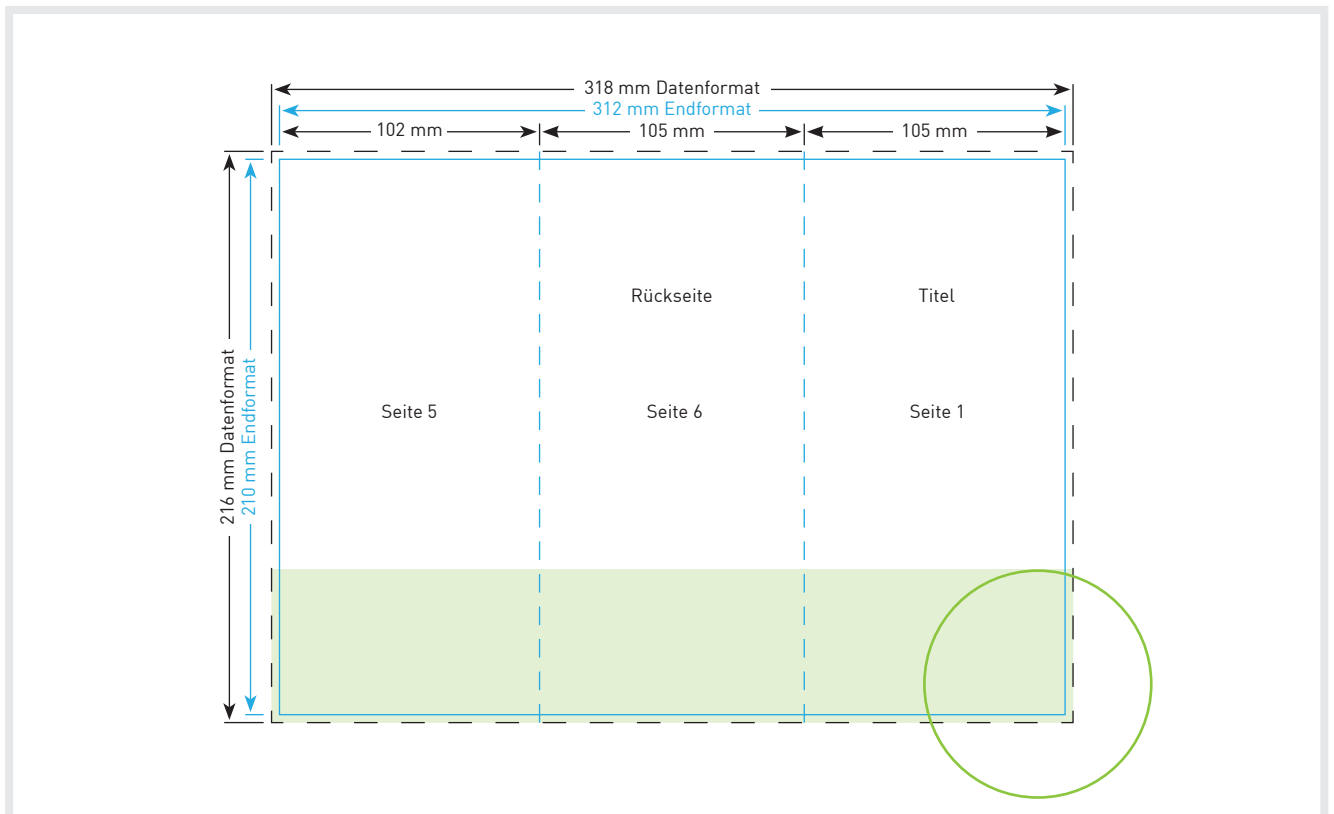 318 mm Datenformat
312 mm Endformat
102 mm
105 mm
105 mm
216 mm Datenformat
210 mm Endformat
Rückseite
Titel
Seite 5
Seite 6
Seite 1